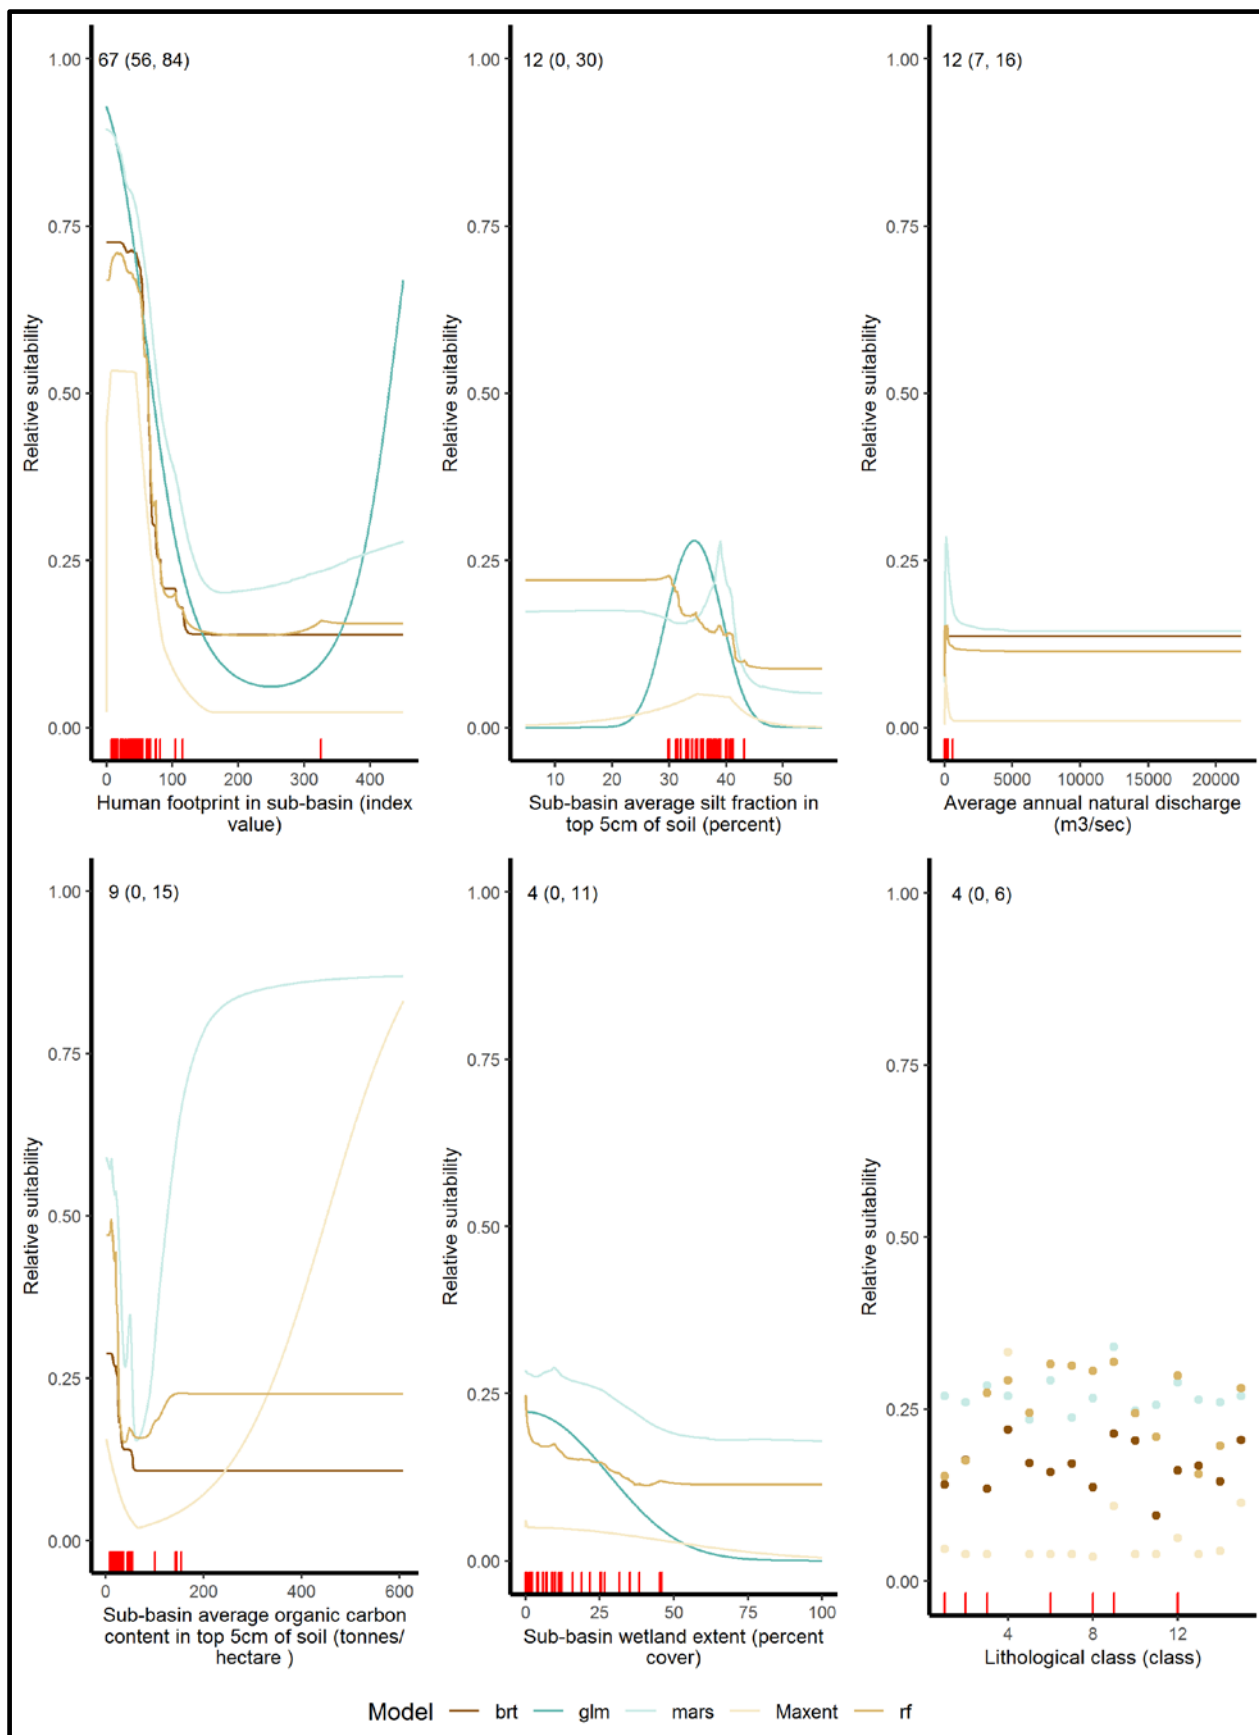 67 (56, 84)
1.00
0.75
0.50
0.25
0.00
Relative suitability
0 100 200 300 400
Human footprint in sub-basin (index
value)
12 (0, 30)
1.00
0.75
0.50
0.25
0.00
Relative suitability
10 20 30 40 50
Sub-basin average silt fraction in
top 5cm of soil (percent)
12 (7, 16)
1.00
0.75
0.50
0.25
0.00
Relative suitability
0 5000 10000 15000 20000
Average annual natural discharge
(m3/sec)
9 (0, 15)
1.00
0.75
0.50
0.25
0.00
Relative suitability
0 200 400 600
Sub-basin average organic carbon
content in top 5cm of soil (tonnes/
hectare )
4 (0, 11)
1.00
0.75
0.50
0.25
0.00
Relative suitability
0 25 50 75 100
Sub-basin wetland extent (percent
cover)
4 (0, 6)
1.00
0.75
0.50
0.25
0.00
Relative suitability
4 8 12
Lithological class (class)
Model brt glm mars Maxent rf